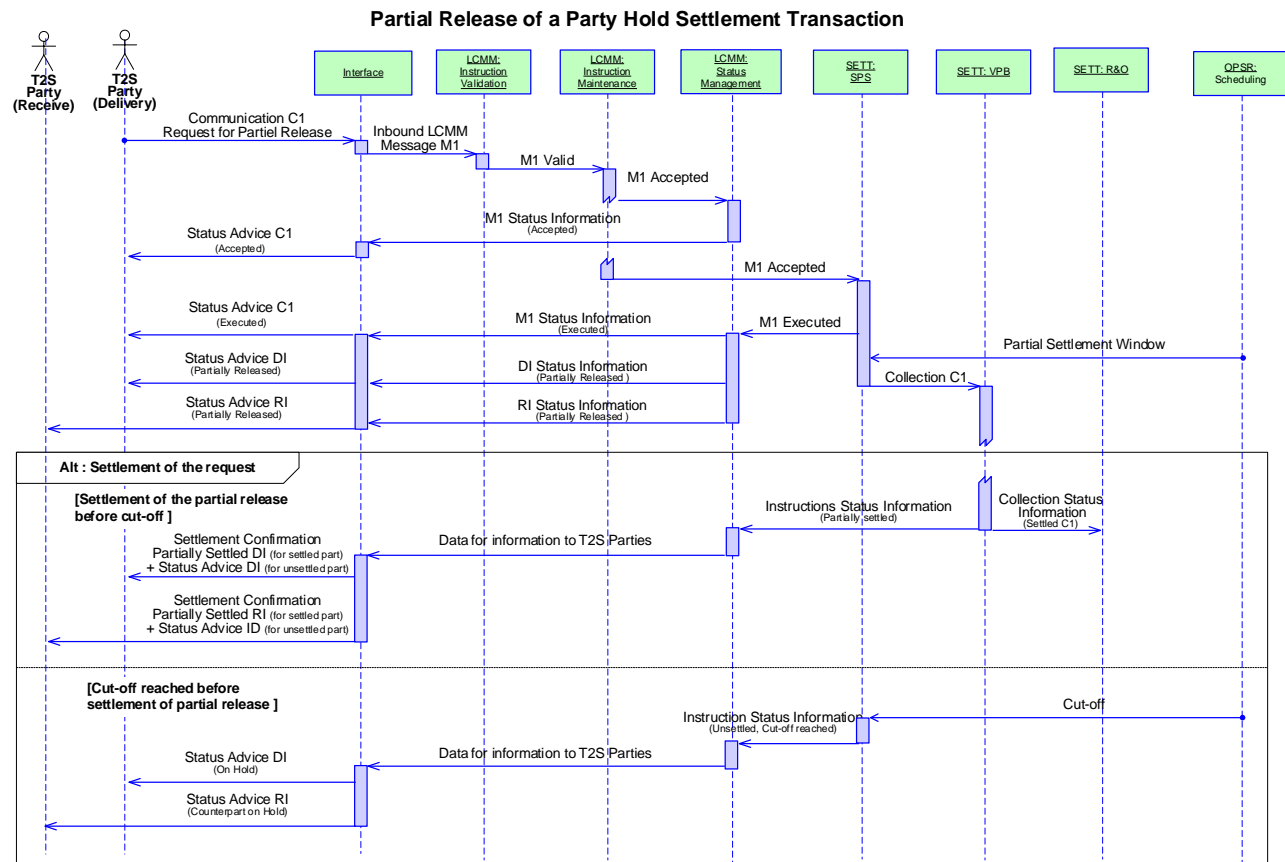 Partial Release of a Party Hold Settlement Transaction
T2S
Party
(Receive)
T2S
Party
(Delivery)
Interface
LCMM:
Instruction
Validation
LCMM:
Instruction
Maintenance
LCMM:
Status
Management
SETT:
SPS
SETT: VPB
SETT: R&O
OPSR:
Scheduling
Communication C1
Request for Partiel Release
Inbound LCMM
Message M1
M1 Valid
M1 Accepted
M1 Status Information
(Accepted)
Status Advice C1
(Accepted)
M1 Accepted
Status Advice C1
(Executed)
M1 Status Information
(Executed)
M1 Executed
Partial Settlement Window
Status Advice DI
(Partially Released)
DI Status Information
(Partially Released )
Collection C1
Status Advice RI
(Partially Released)
RI Status Information
(Partially Released )
Alt : Settlement of the request
[Settlement of the partial release
before cut-off ]
Instructions Status Information
(Partially settled)
Collection Status
Information
(Settled C1)
Data for information to T2S Parties
Settlement Confirmation
Partially Settled DI (for settled part)
+ Status Advice DI (for unsettled part)
Settlement Confirmation
Partially Settled RI (for settled part)
+ Status Advice ID (for unsettled part)
[Cut-off reached before
settlement of partial release ]
Cut-off
Instruction Status Information
(Unsettled, Cut-off reached)
Data for information to T2S Parties
Status Advice DI
(On Hold)
Status Advice RI
(Counterpart on Hold)